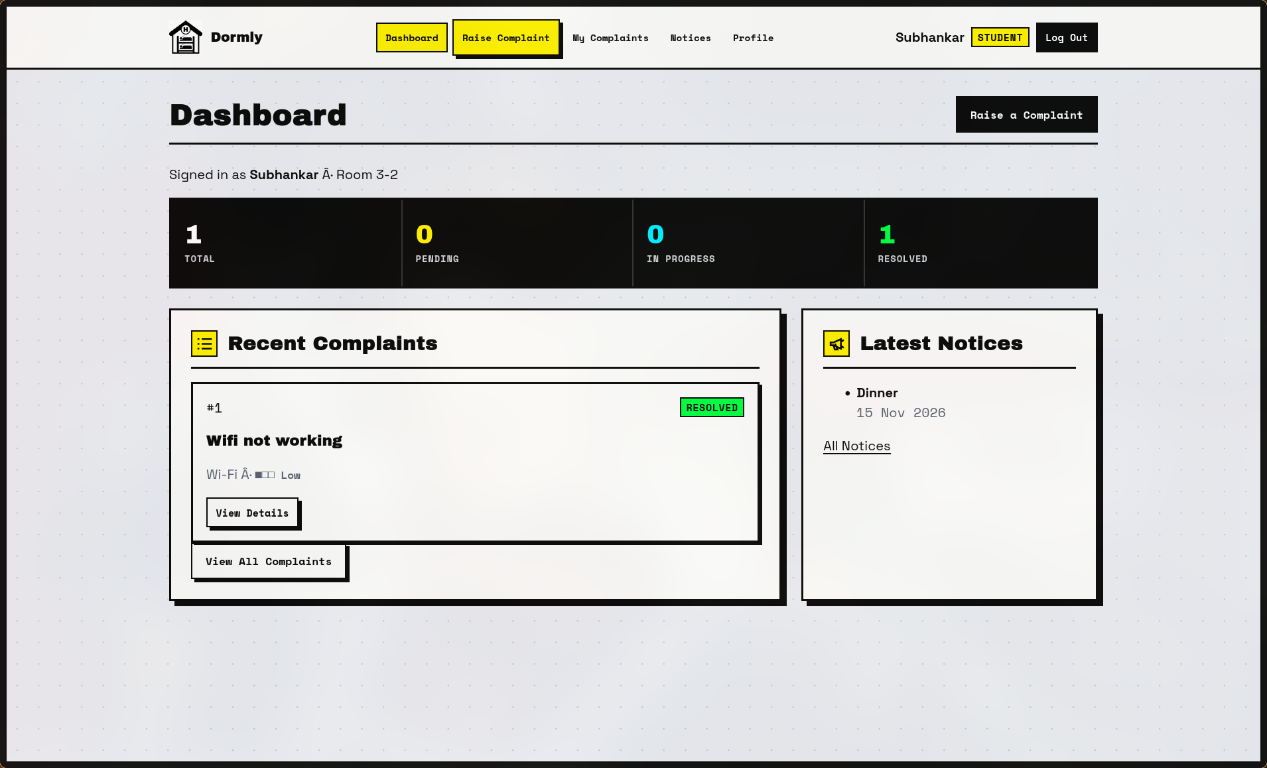 Dormly
Dashboard
Raise Complaint
My Complaints
Notices
Profile
Subhankar
STUDENT
Log Out
Dashboard
Raise a Complaint
Signed in as Subhankar Â· Room 3-2
1
TOTAL
0
PENDING
0
IN PROGRESS
1
RESOLVED
Recent Complaints
#1
RESOLVED
Wifi not working
Wi-Fi Â· ■□□ Low
View Details
View All Complaints
Latest Notices
• Dinner
15 Nov 2026
All Notices